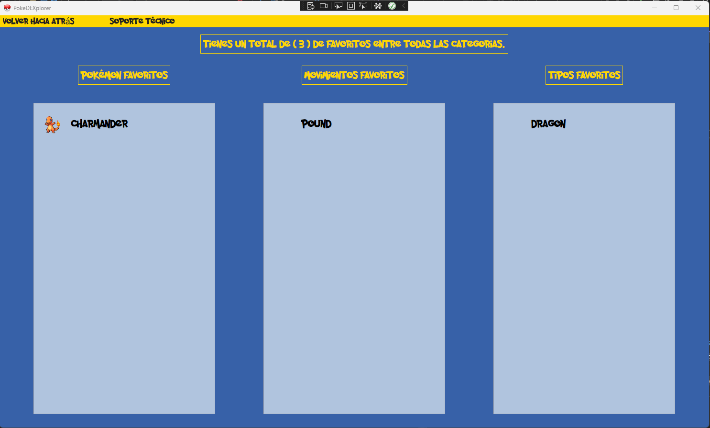 PokeDEXplorer
Volver hacia atrás
Soporte técnico
Tienes un total de ( 3 ) de favoritos entre todas las categorías.
Pokémon Favoritos
Movimientos Favoritos
Tipos Favoritos
Charmander
Pound
Dragon